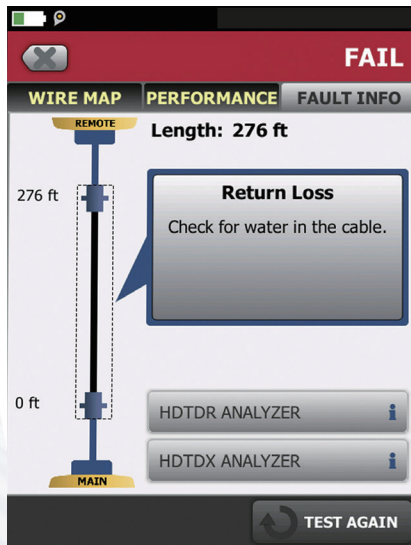 FAIL
WIRE MAP PERFORMANCE FAULT INFO
REMOTE
Length: 276 ft
276 ft
Return Loss
Check for water in the cable.
0 ft
HDTDR ANALYZER i
HDTDX ANALYZER i
MAIN
TEST AGAIN